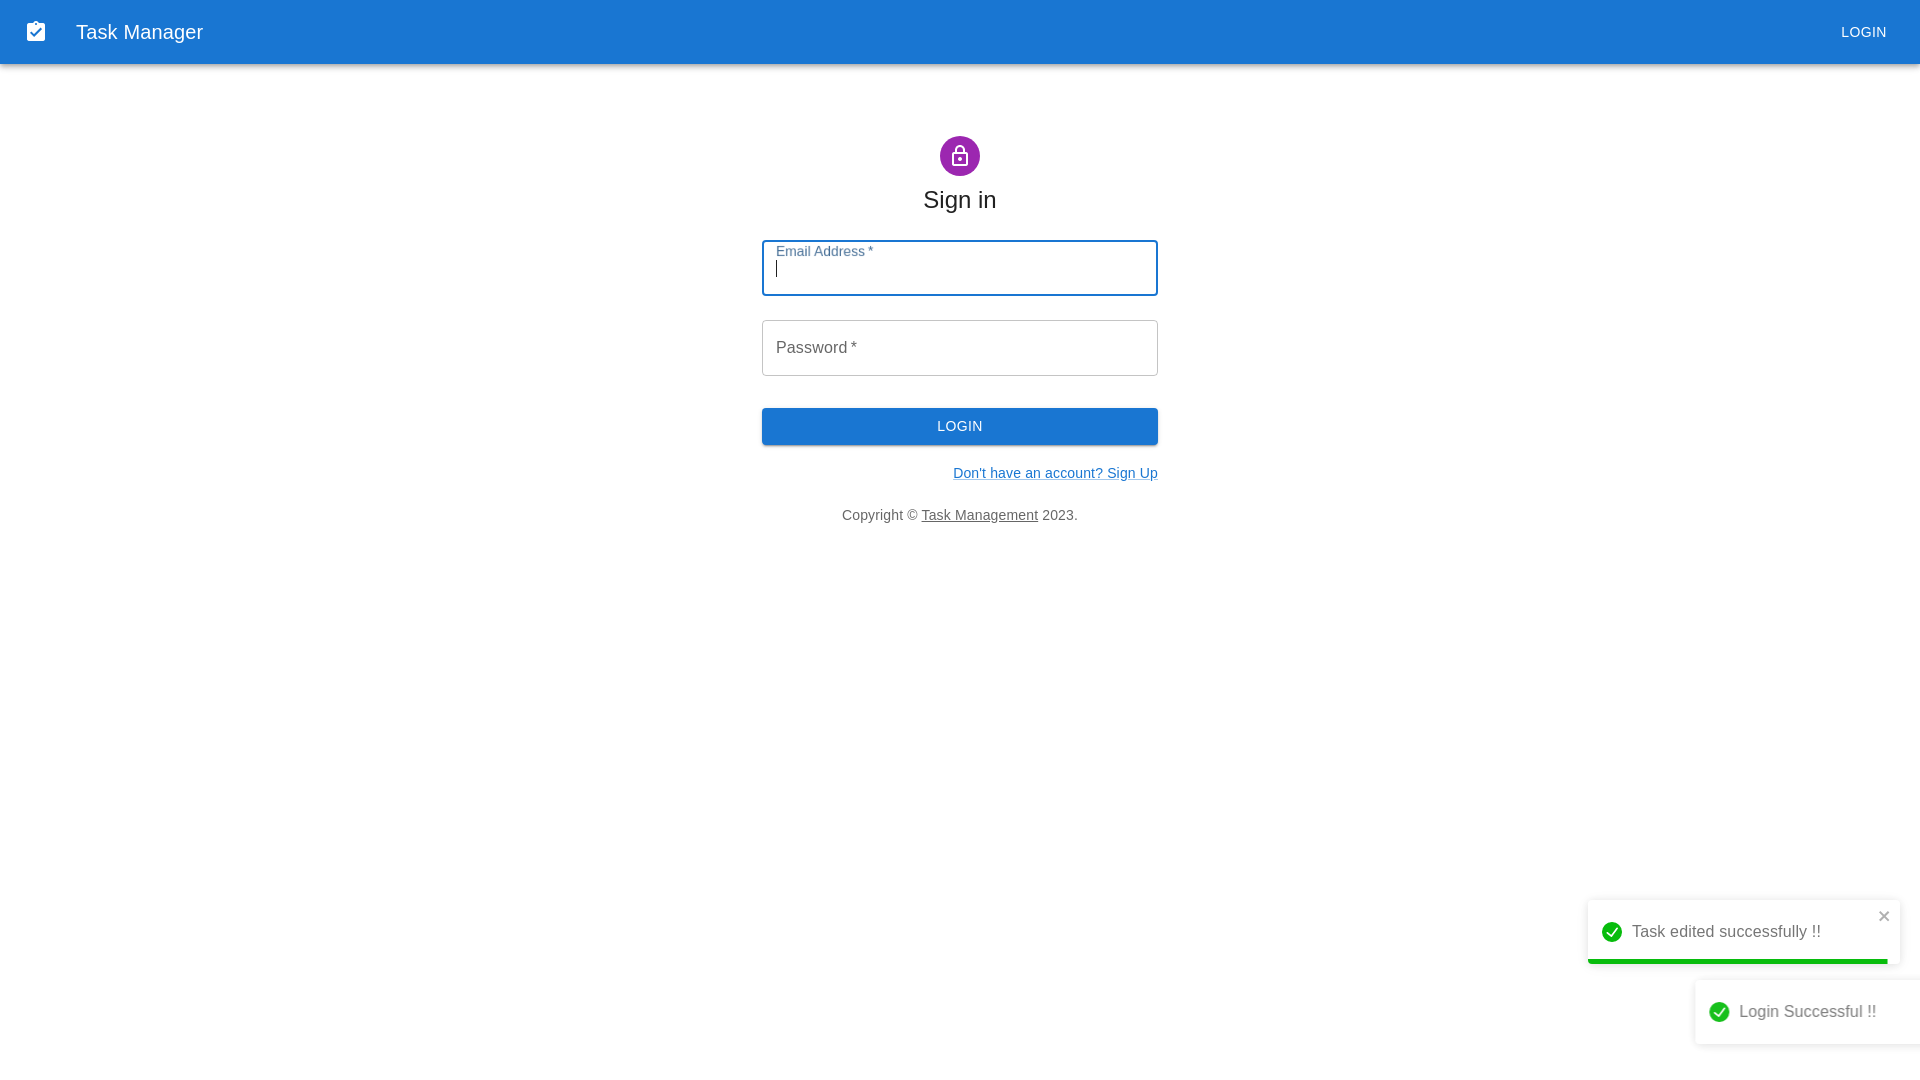 Task Manager
LOGIN
Sign in
Email Address *
Password *
LOGIN
Don't have an account? Sign Up
Copyright © Task Management 2023.
Task edited successfully !!
Login Successful !!